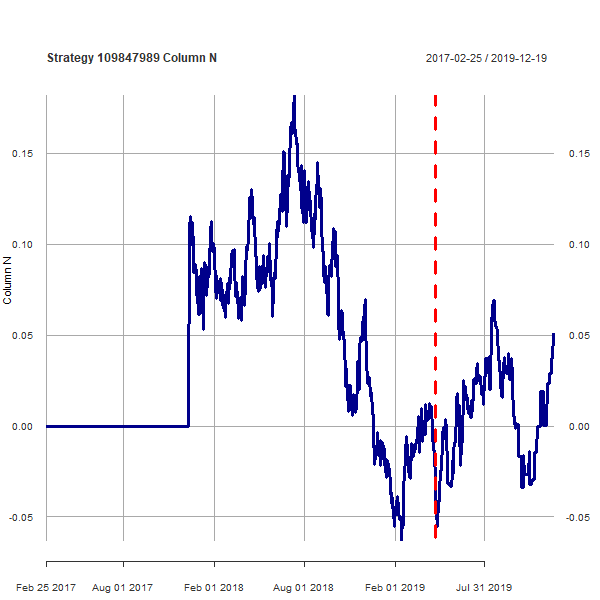 Strategy 109847989 Column N
2017-02-25 / 2019-12-19
0.15
0.15
0.10
0.10
Column N
0.05
0.05
0.00
0.00
-0.05
-0.05
Feb 25 2017
Aug 01 2017
Feb 01 2018
Aug 01 2018
Feb 01 2019
Jul 31 2019